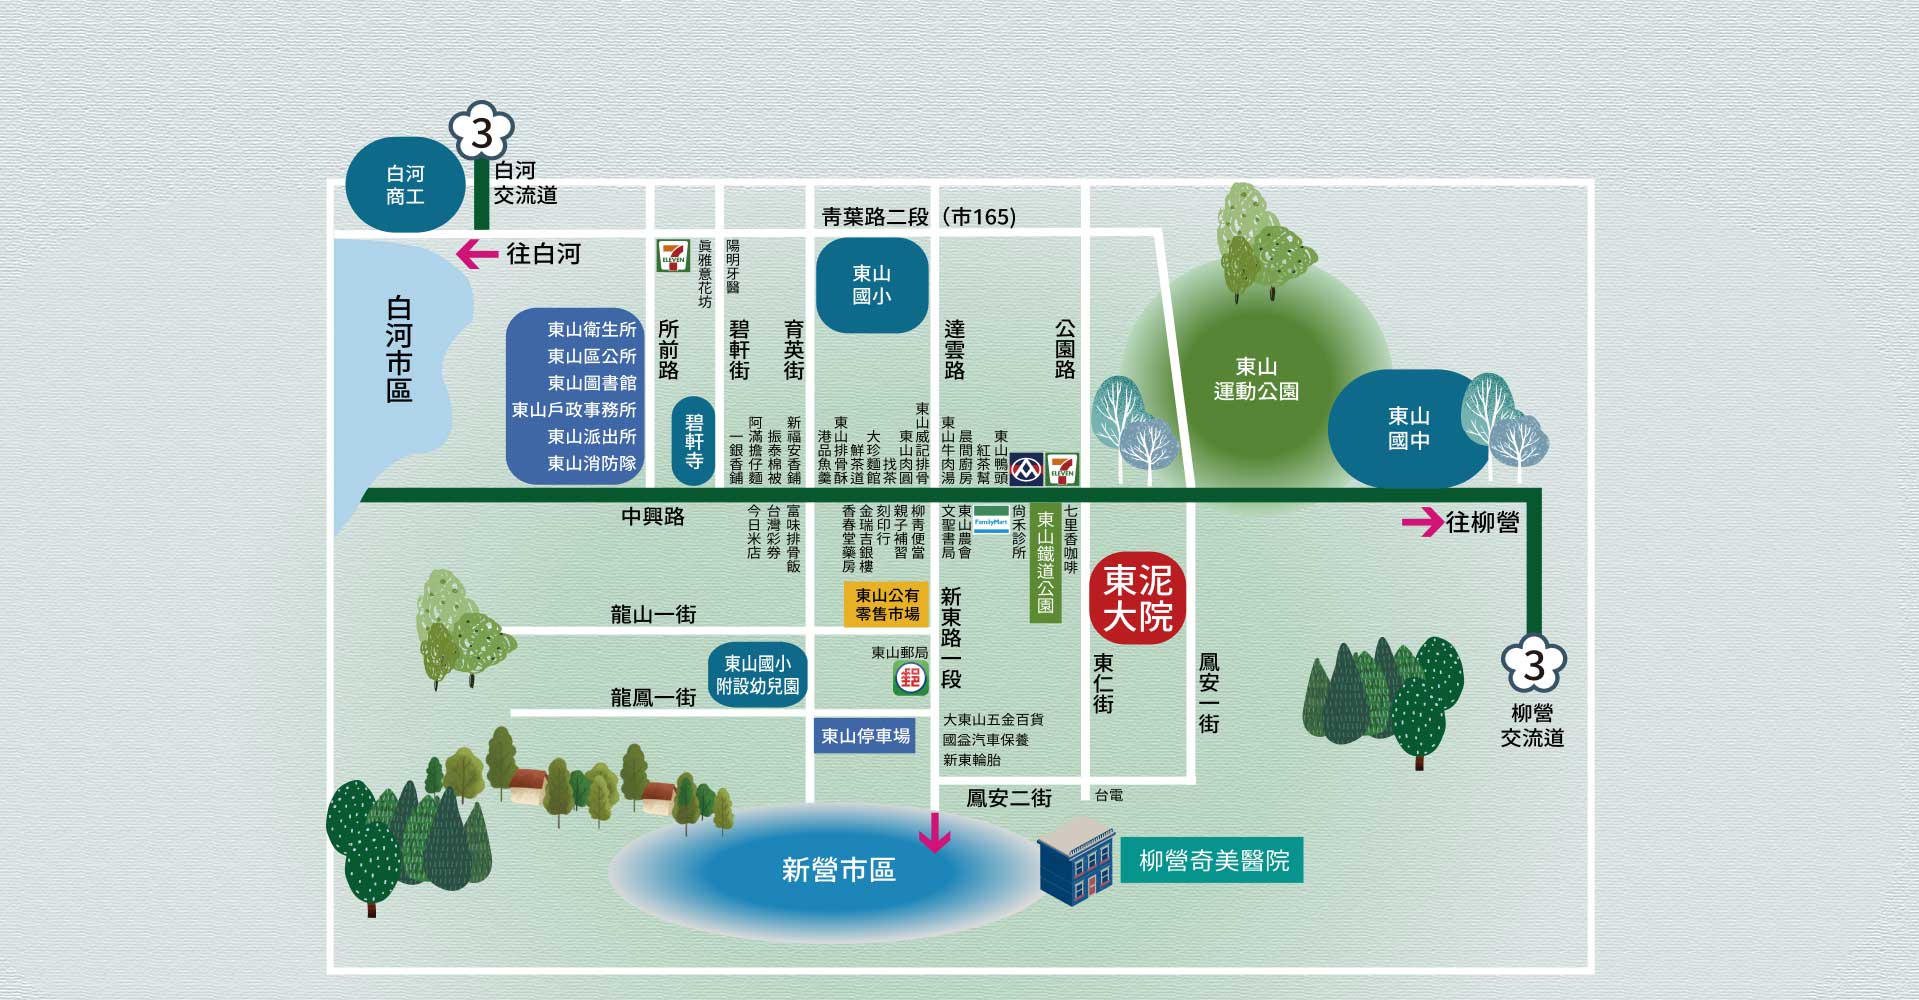 3
白河
交流道
白河
商工
往白河
青葉路二段（市165)
ELEVEN
眞雅意花坊
陽明牙醫
東山
國小
白河市區
東山衛生所
東山區公所
東山圖書館
東山戶政事務所
東山派出所
東山消防隊
所前路
碧軒寺
碧軒街
育英街
達雲路
公園路
東山
運動公園
東山
國中
一銀香鋪
阿滿擔仔麵
振泰棉被
新福安香鋪
港品魚羹
東山排骨酥
鮮茶道
大珍麵館
找茶
東山肉圓
東山威記排骨
東山牛肉湯
晨間廚房
紅茶幫
東山鴨頭
ELEVEN
中興路
往柳營
今日米店
台灣彩券
富味排骨飯
香春堂藥房
金瑞吉銀樓
刻印行
親子補習
柳青便當
文聖書局
東山農會
FamilyMart
尙禾診所
東山鐵道公園
七里香咖啡
東泥
大院
東山公有
零售市場
龍山一街
新東路一段
東山郵局
郵
東山國小
附設幼兒園
龍鳳一街
東仁街
鳳安一街
3
柳營
交流道
東山停車場
大東山五金百貨
國益汽車保養
新東輪胎
鳳安二街
台電
新營市區
柳營奇美醫院